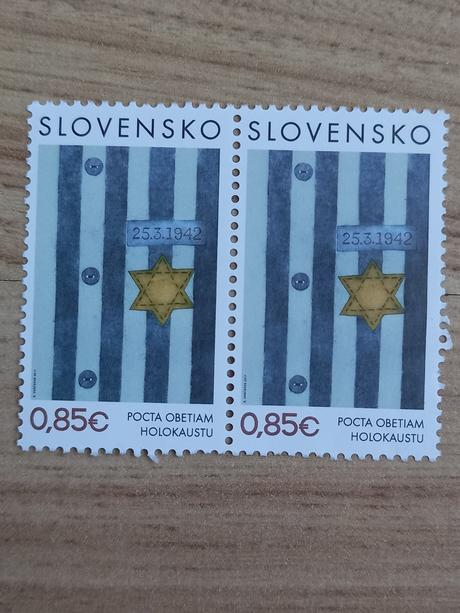 SLOVENSKO
25.3.1942
0,85€
POCTA OBETIAM
HOLOKAUSTU
SLOVENSKO
25.3.1942
0,85€
POCTA OBETIAM
HOLOKAUSTU